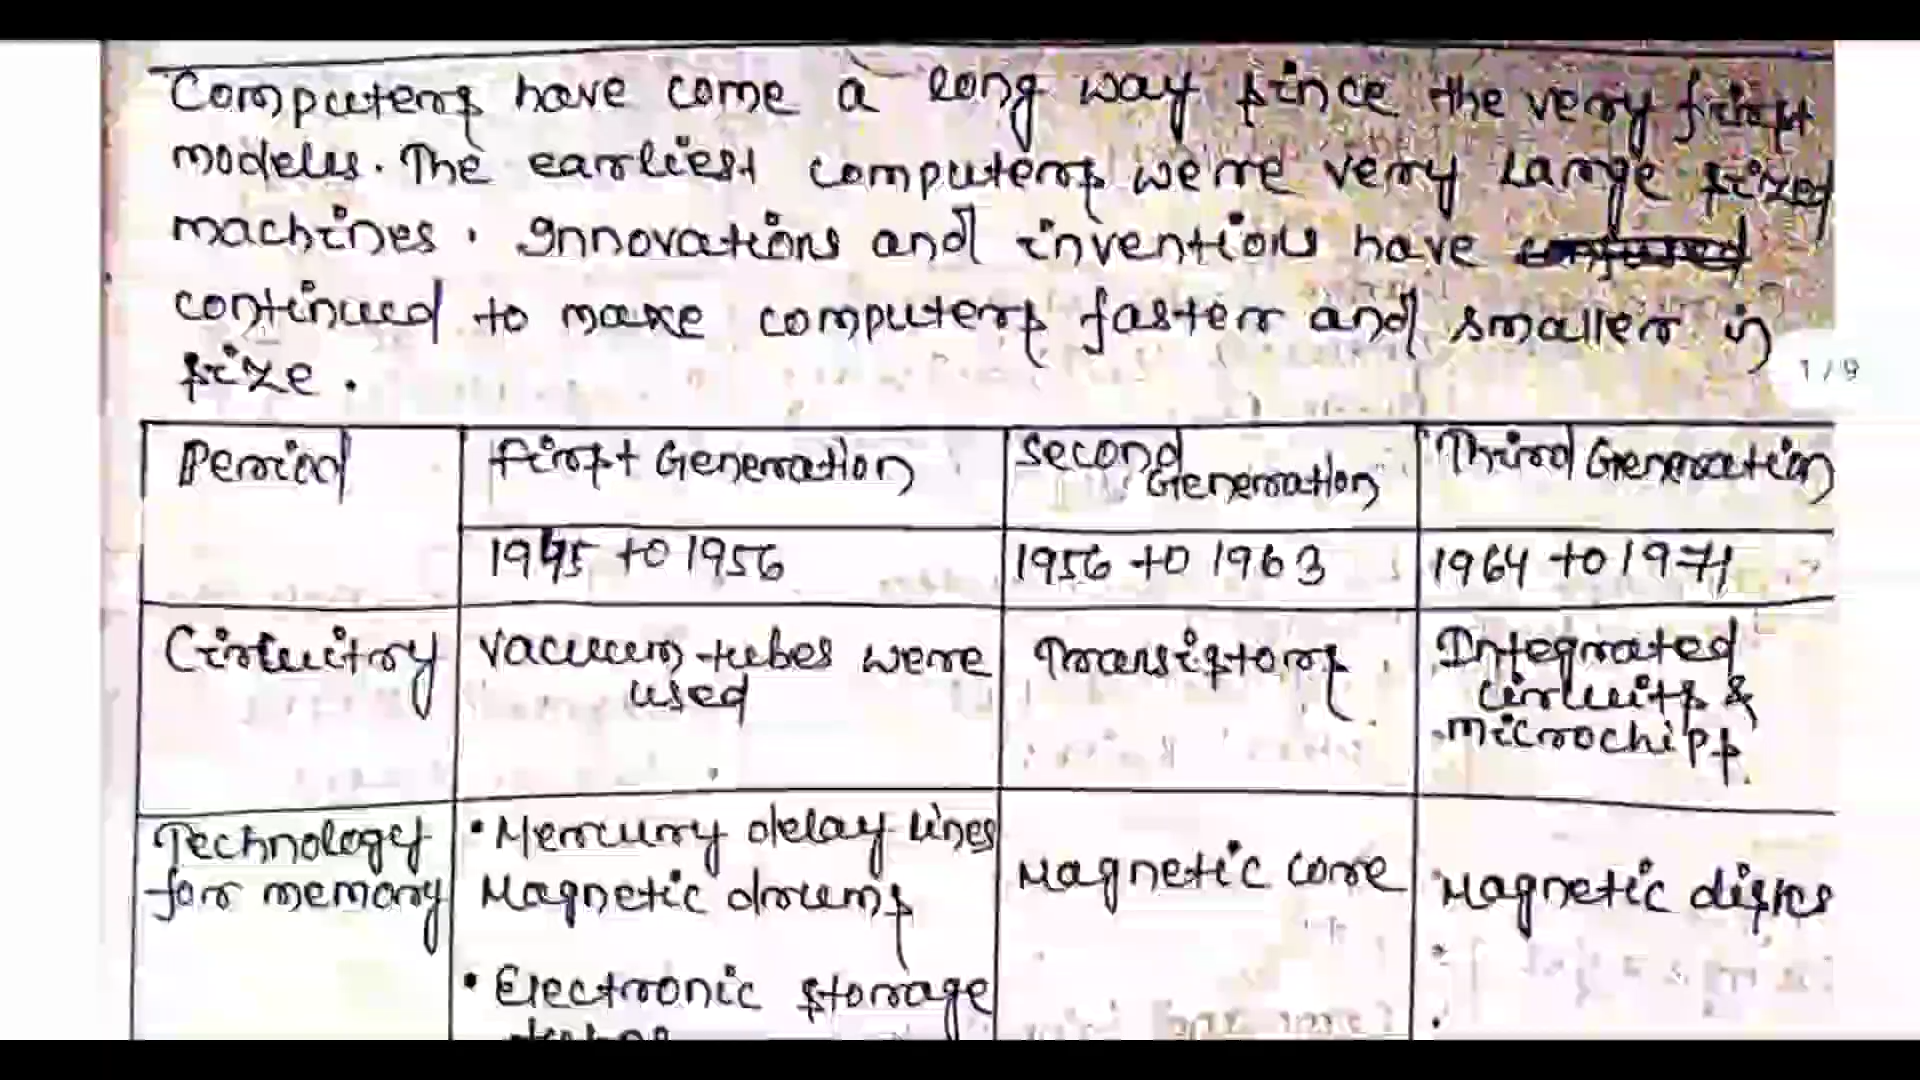 Computers have come a long way since the very first
models. The earliest computers were very large sized
machines. Innovations and inventions have
continued to make computers faster and smaller in
size.
1/9
Period First Generation Second Generation Third Generation
1945 to 1956 1956 to 1963 1964 to 1971
Circuitry Vacuum tubes were used Transistors Integrated circuits & microchips
Technology for memory • Mercury delay lines Magnetic drums Magnetic core Magnetic disks
• Electronic storage